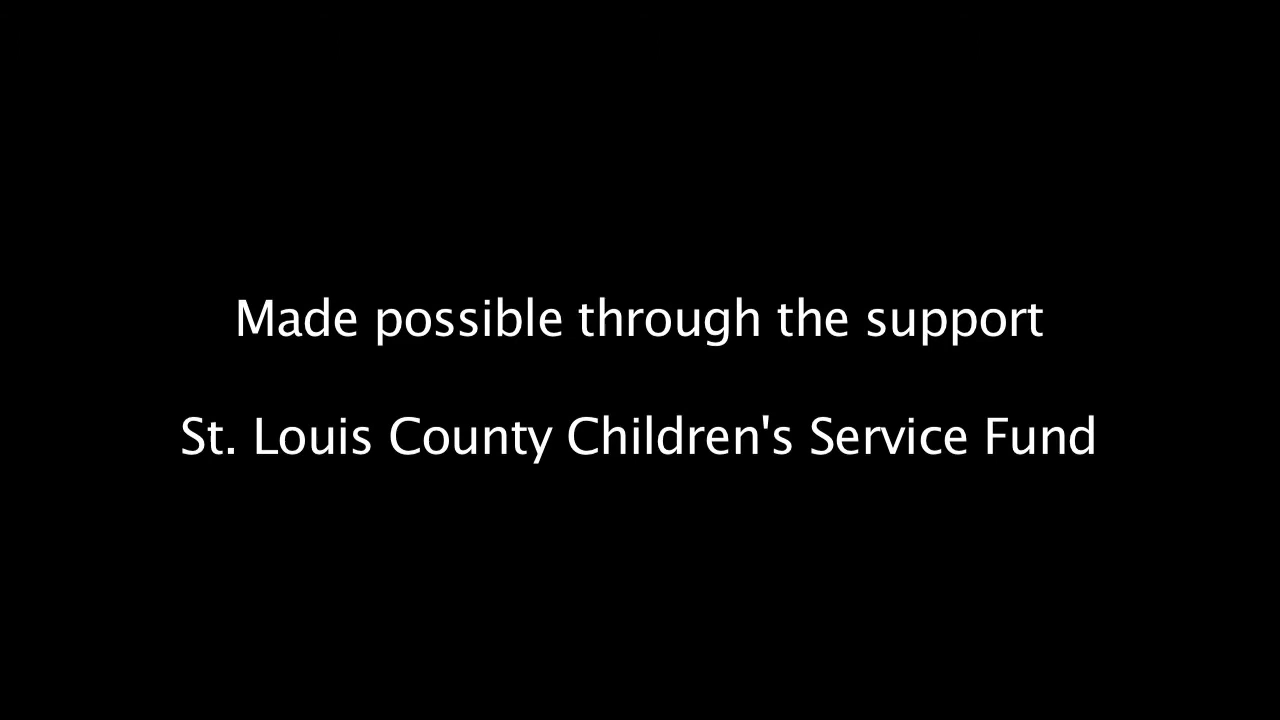 Made possible through the support
St. Louis County Children's Service Fund